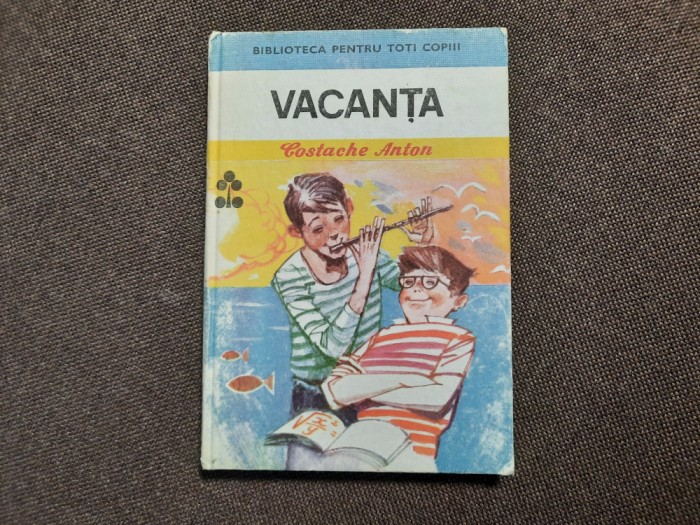 BIBLIOTECA PENTRU TOTI COPIII
VACANȚA
Costache Anton
√x/y